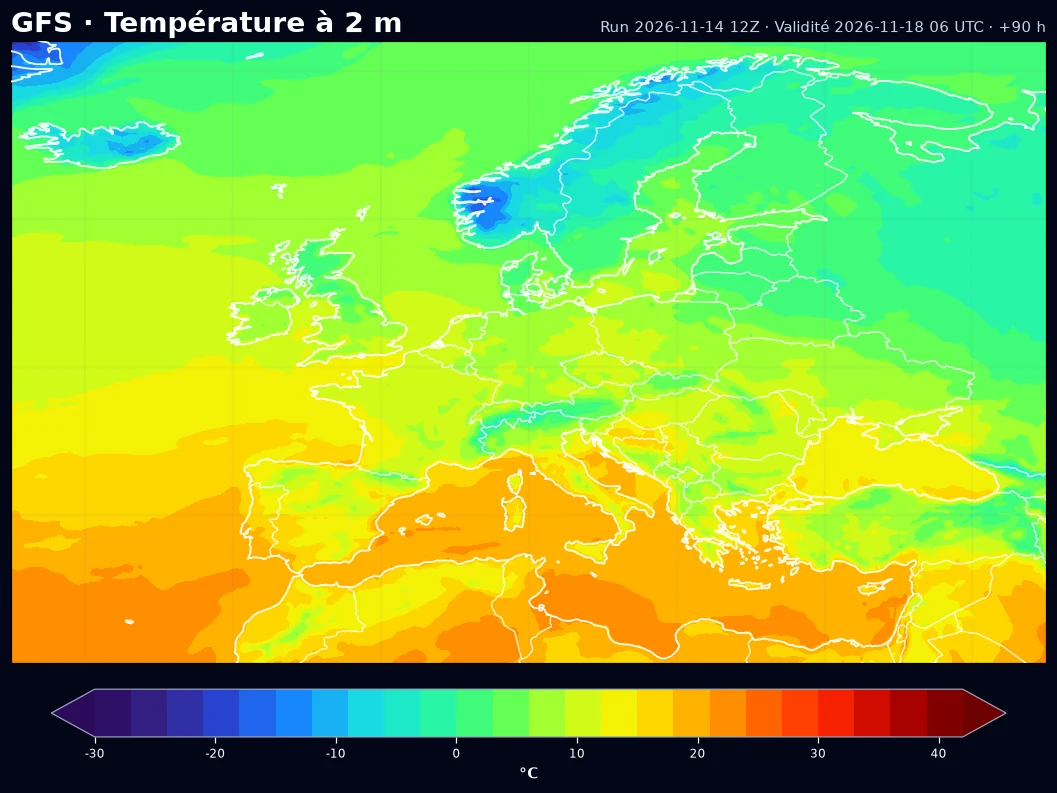 GFS · Température à 2 m
Run 2026-11-14 12Z · Validité 2026-11-18 06 UTC · +90 h
-30 -20 -10 0 10 20 30 40
°C